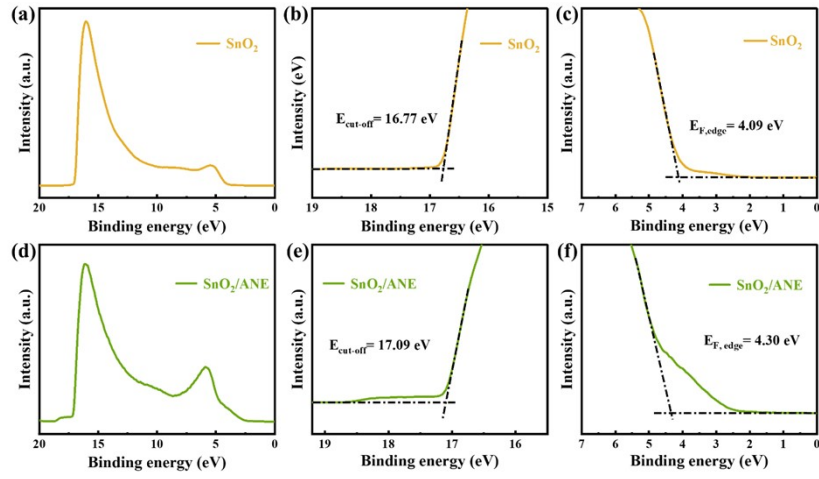 (a)
SnO2
Intensity (a.u.)
20 15 10 5 0
Binding energy (eV)
(b)
SnO2
Ecut-off= 16.77 eV
Intensity (eV)
19 18 17 16 15
Binding energy (eV)
(c)
SnO2
EF,edge= 4.09 eV
Intensity (a.u.)
7 6 5 4 3 2 1 0
Binding energy (eV)
(d)
SnO2/ANE
Intensity (a.u.)
20 15 10 5 0
Binding energy (eV)
(e)
SnO2/ANE
Ecut-off= 17.09 eV
Intensity (a.u.)
19 18 17 16
Binding energy (eV)
(f)
SnO2/ANE
EF, edge= 4.30 eV
Intensity (a.u.)
7 6 5 4 3 2 1 0
Binding energy (eV)